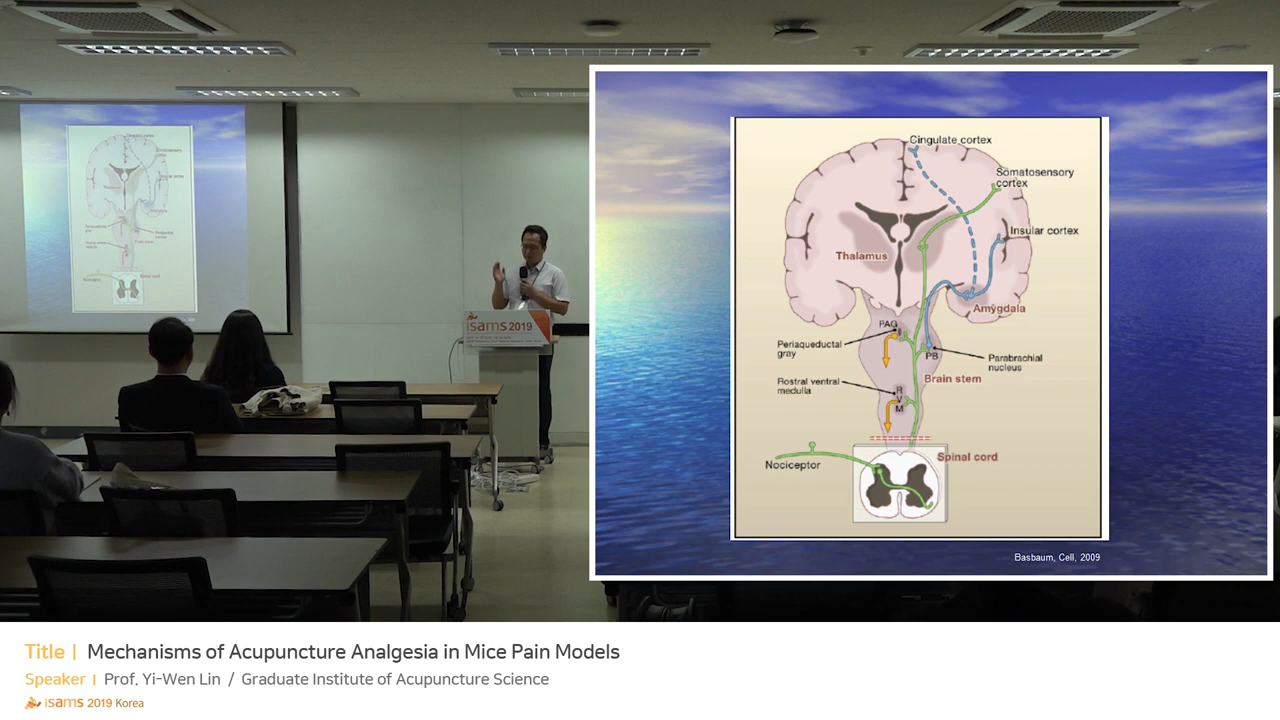 Cingulate cortex
Somatosensory
cortex
Insular cortex
Thalamus
Amygdala
PAG
Periaqueductal
gray
PB
Parabrachial
nucleus
Brain stem
Rostral ventral
medulla
R
V
M
Spinal cord
Nociceptor
Basbaum, Cell, 2009
isams 2019
Title | Mechanisms of Acupuncture Analgesia in Mice Pain Models
Speaker | Prof. Yi-Wen Lin / Graduate Institute of Acupuncture Science
isams 2019 Korea